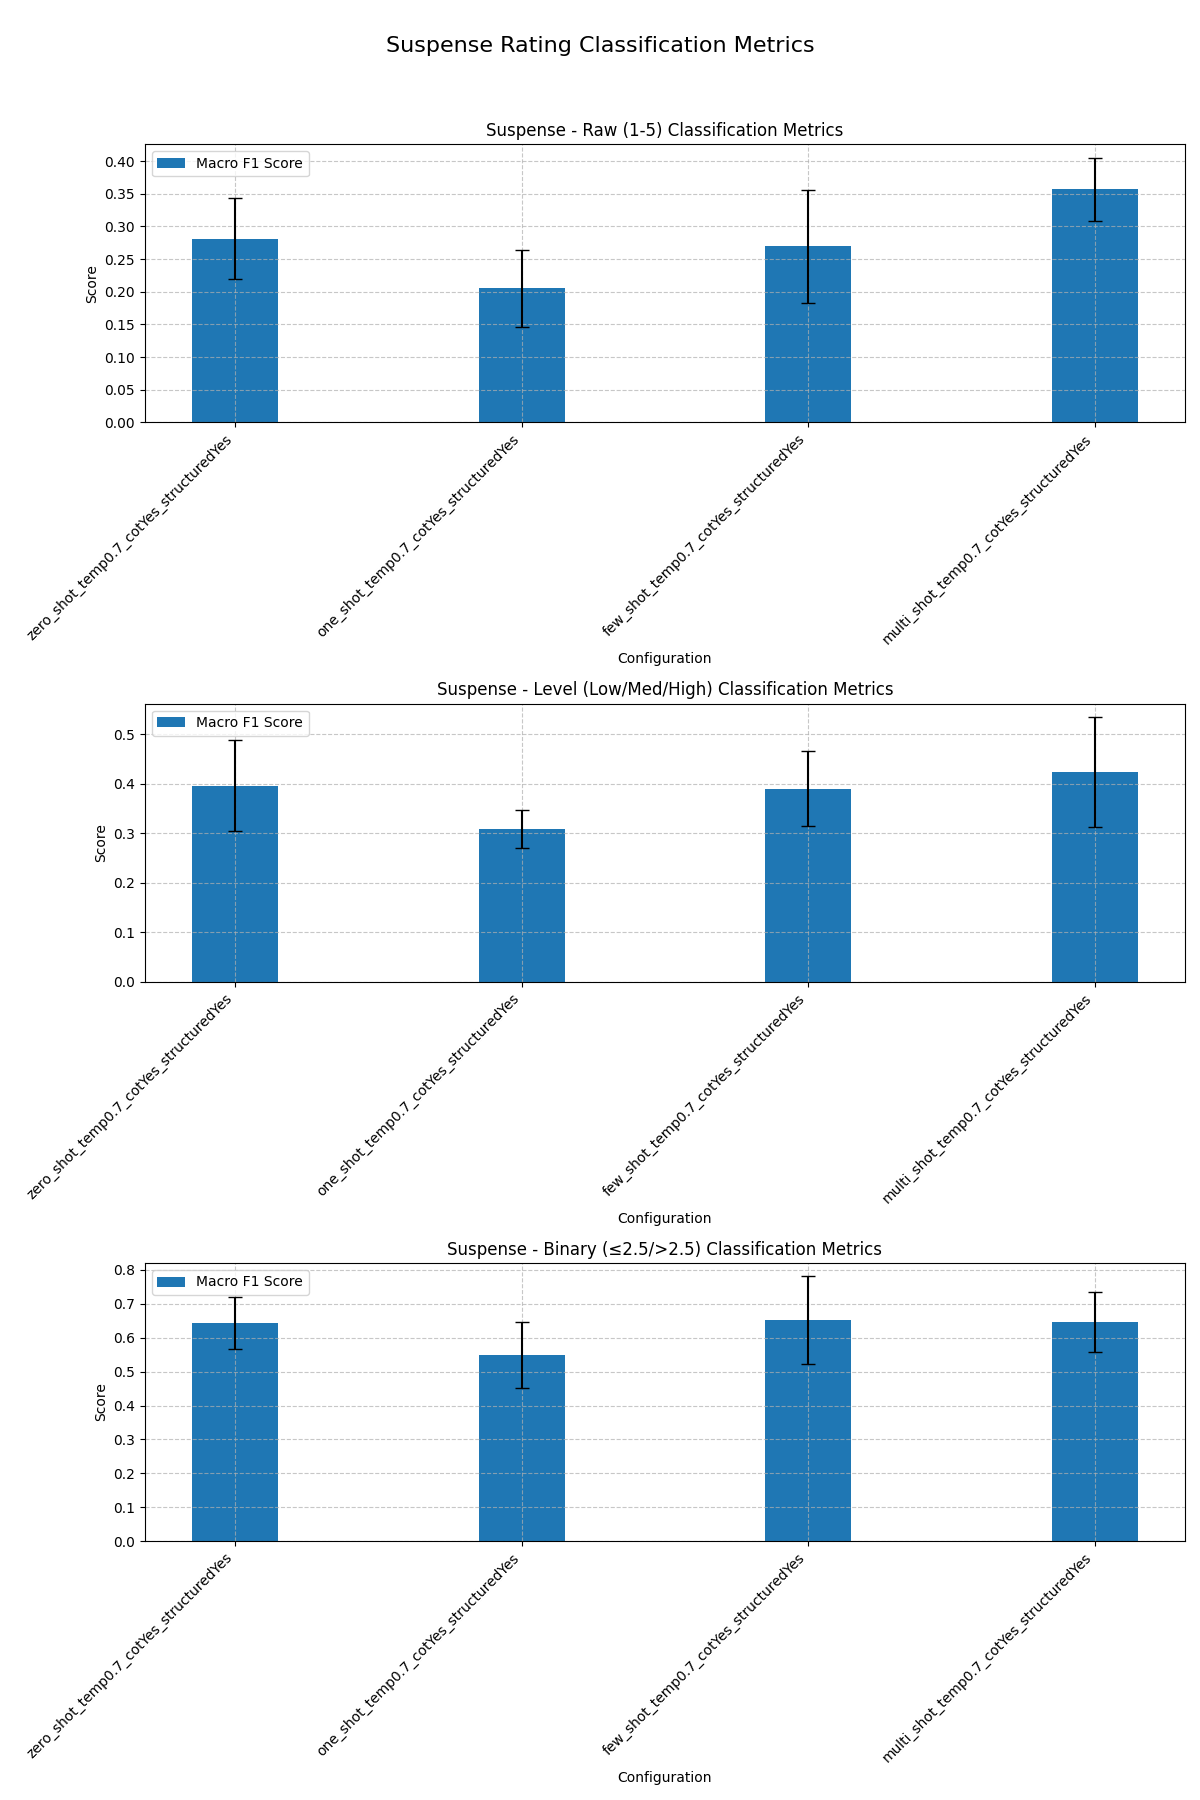 Suspense Rating Classification Metrics
Suspense - Raw (1-5) Classification Metrics
Macro F1 Score
0.40
0.35
0.30
0.25
0.20
0.15
0.10
0.05
0.00
Score
zero_shot_temp0.7_cotYes_structuredYes
one_shot_temp0.7_cotYes_structuredYes
few_shot_temp0.7_cotYes_structuredYes
multi_shot_temp0.7_cotYes_structuredYes
Configuration
Suspense - Level (Low/Med/High) Classification Metrics
Macro F1 Score
0.5
0.4
0.3
0.2
0.1
0.0
Score
zero_shot_temp0.7_cotYes_structuredYes
one_shot_temp0.7_cotYes_structuredYes
few_shot_temp0.7_cotYes_structuredYes
multi_shot_temp0.7_cotYes_structuredYes
Configuration
Suspense - Binary (≤2.5/>2.5) Classification Metrics
Macro F1 Score
0.8
0.7
0.6
0.5
0.4
0.3
0.2
0.1
0.0
Score
zero_shot_temp0.7_cotYes_structuredYes
one_shot_temp0.7_cotYes_structuredYes
few_shot_temp0.7_cotYes_structuredYes
multi_shot_temp0.7_cotYes_structuredYes
Configuration